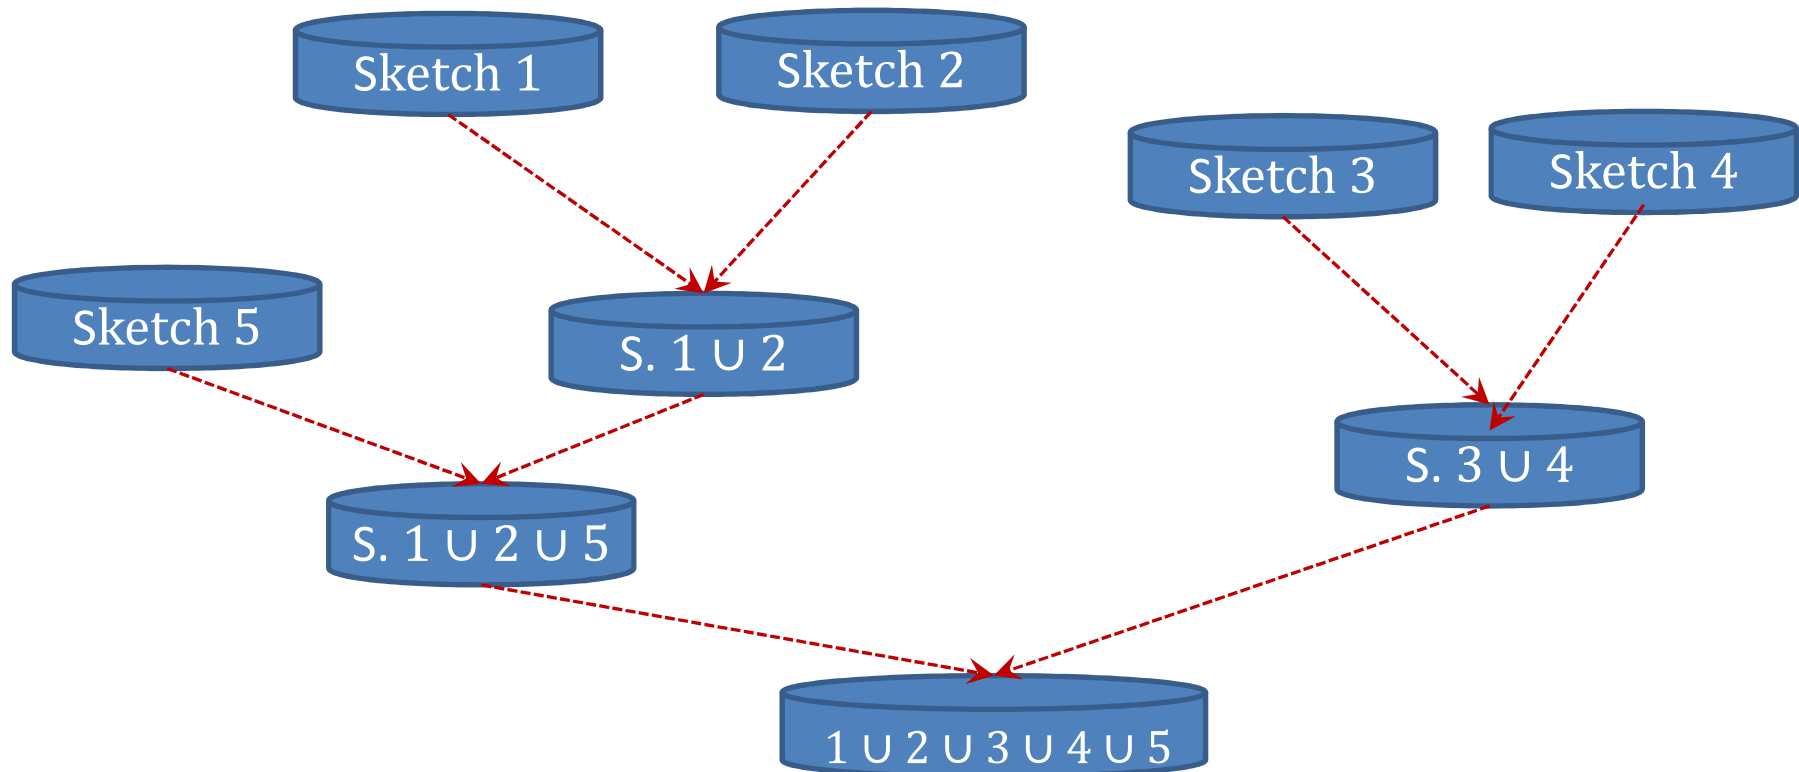 Sketch 1
Sketch 2
Sketch 3
Sketch 4
Sketch 5
S. 1 ∪ 2
S. 3 ∪ 4
S. 1 ∪ 2 ∪ 5
1 ∪ 2 ∪ 3 ∪ 4 ∪ 5